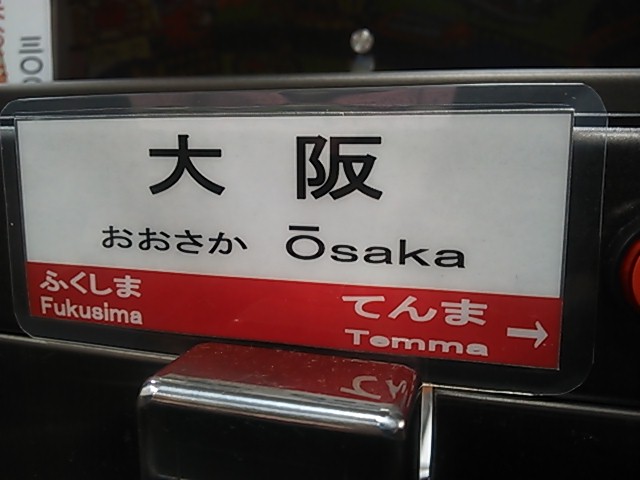 大阪
おおさか Ōsaka
ふくしま てんま
Fukusima Temma →